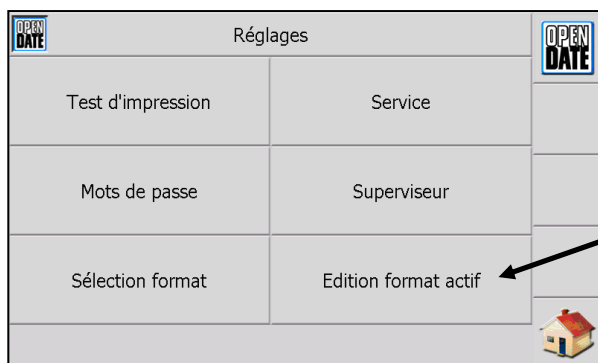 OPEN
DATE
Réglages
OPEN
DATE
Test d'impression
Service
Mots de passe
Superviseur
Sélection format
Edition format actif